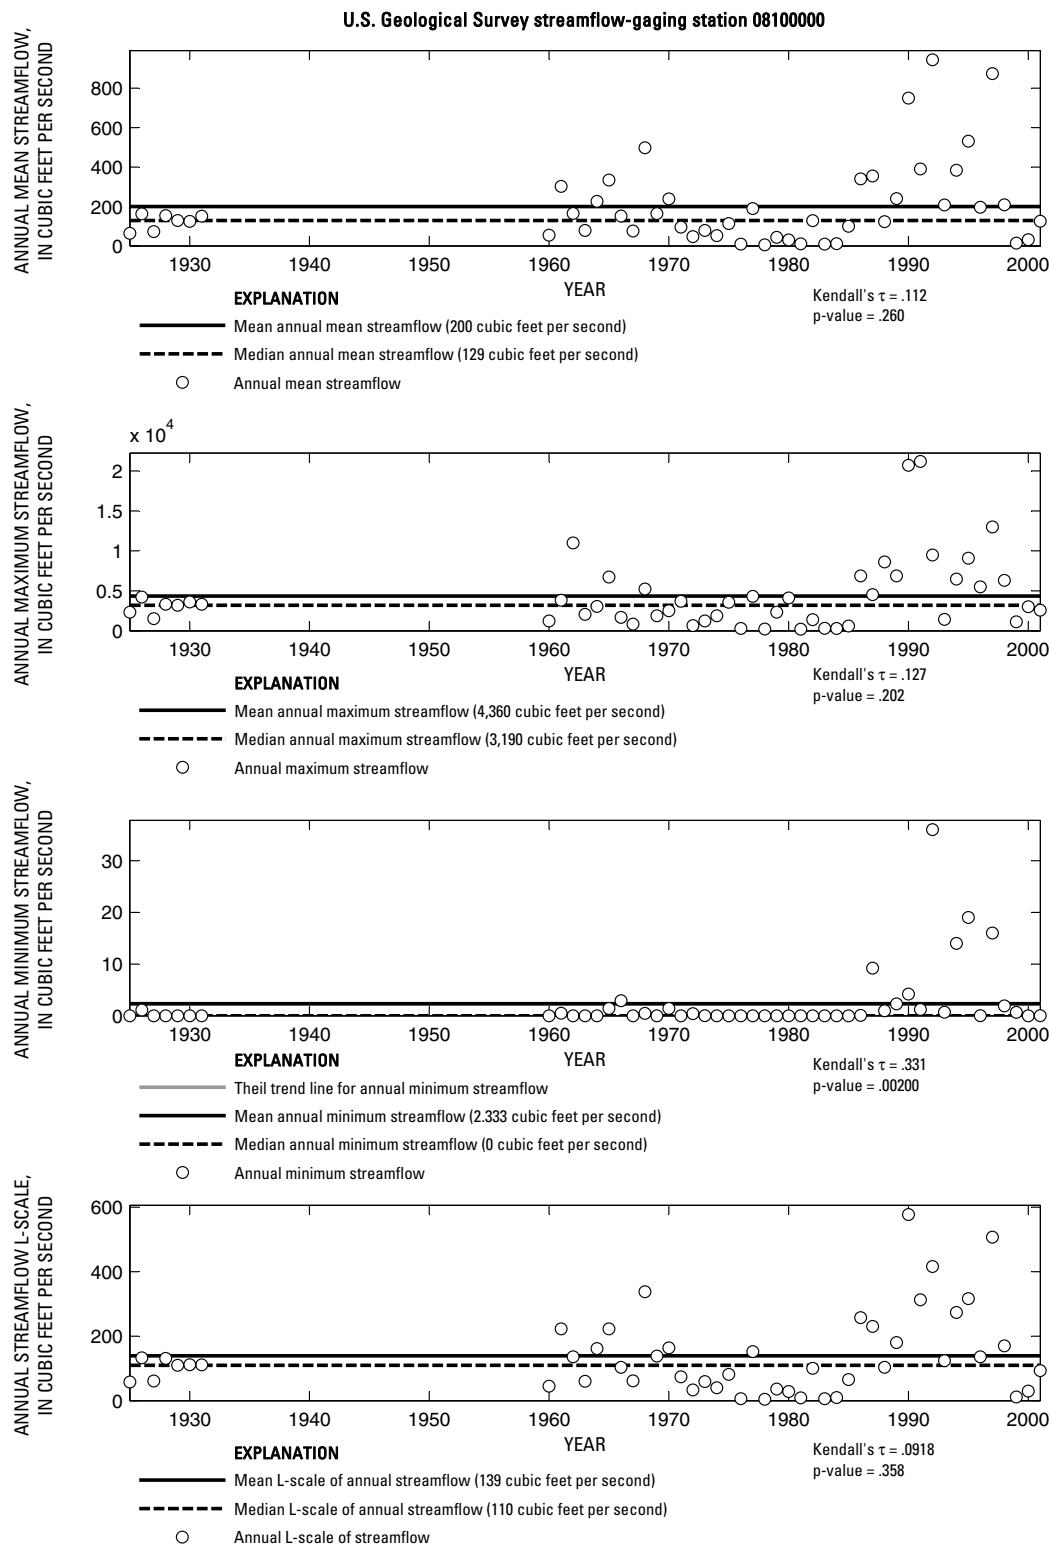 U.S. Geological Survey streamflow-gaging station 08100000
ANNUAL MEAN STREAMFLOW,
IN CUBIC FEET PER SECOND
800
600
400
200
0
1930 1940 1950 1960 1970 1980 1990 2000
YEAR
Kendall's τ = .112
p-value = .260
EXPLANATION
Mean annual mean streamflow (200 cubic feet per second)
Median annual mean streamflow (129 cubic feet per second)
Annual mean streamflow
ANNUAL MAXIMUM STREAMFLOW,
IN CUBIC FEET PER SECOND
x 10⁴
2
1.5
1
0.5
0
1930 1940 1950 1960 1970 1980 1990 2000
YEAR
Kendall's τ = .127
p-value = .202
EXPLANATION
Mean annual maximum streamflow (4,360 cubic feet per second)
Median annual maximum streamflow (3,190 cubic feet per second)
Annual maximum streamflow
ANNUAL MINIMUM STREAMFLOW,
IN CUBIC FEET PER SECOND
30
20
10
0
1930 1940 1950 1960 1970 1980 1990 2000
YEAR
Kendall's τ = .331
p-value = .00200
EXPLANATION
Theil trend line for annual minimum streamflow
Mean annual minimum streamflow (2.333 cubic feet per second)
Median annual minimum streamflow (0 cubic feet per second)
Annual minimum streamflow
ANNUAL STREAMFLOW L-SCALE,
IN CUBIC FEET PER SECOND
600
400
200
0
1930 1940 1950 1960 1970 1980 1990 2000
YEAR
Kendall's τ = .0918
p-value = .358
EXPLANATION
Mean L-scale of annual streamflow (139 cubic feet per second)
Median L-scale of annual streamflow (110 cubic feet per second)
Annual L-scale of streamflow